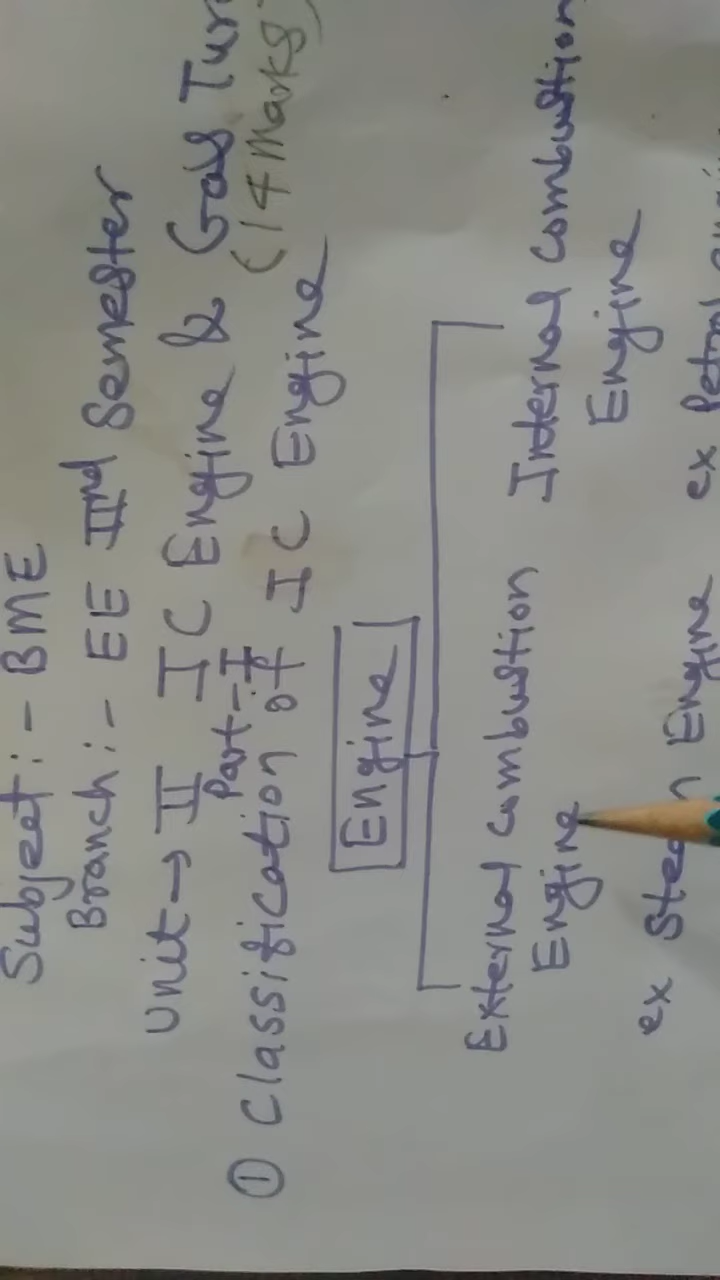 Subject :- BME
Branch :- EE IInd Semester
Unit → II IC Engine & Gas Tur
Part-I (14 Marks)
① Classification of IC Engine
Engine
External combustion Internal combustion
Engine Engine
ex Steam Engine ex Petrol